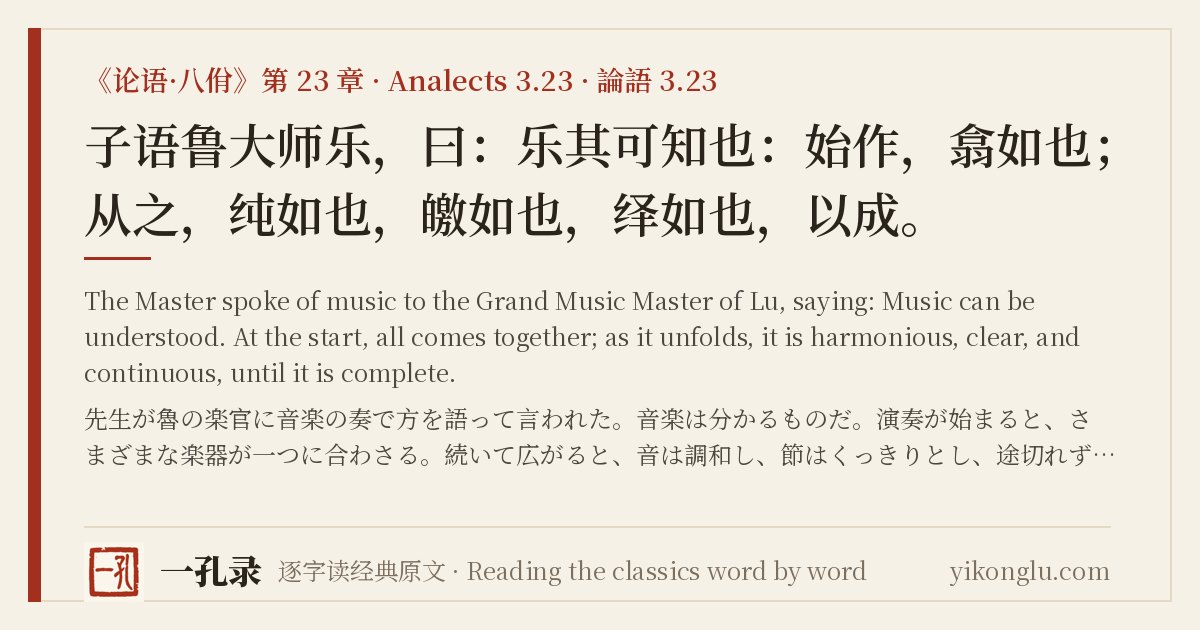 《论语·八佾》第 23 章 · Analects 3.23 · 論語 3.23
子语鲁大师乐，曰：乐其可知也：始作，翕如也；
从之，纯如也，皦如也，绎如也，以成。
The Master spoke of music to the Grand Music Master of Lu, saying: Music can be
understood. At the start, all comes together; as it unfolds, it is harmonious, clear, and
continuous, until it is complete.
先生が魯の楽官に音楽の奏で方を語って言われた。音楽は分かるものだ。演奏が始まると、さ
まざまな楽器が一つに合わさる。続いて広がると、音は調和し、節はくっきりとし、途切れず…
一孔
一孔录 逐字读经典原文 · Reading the classics word by word yikonglu.com